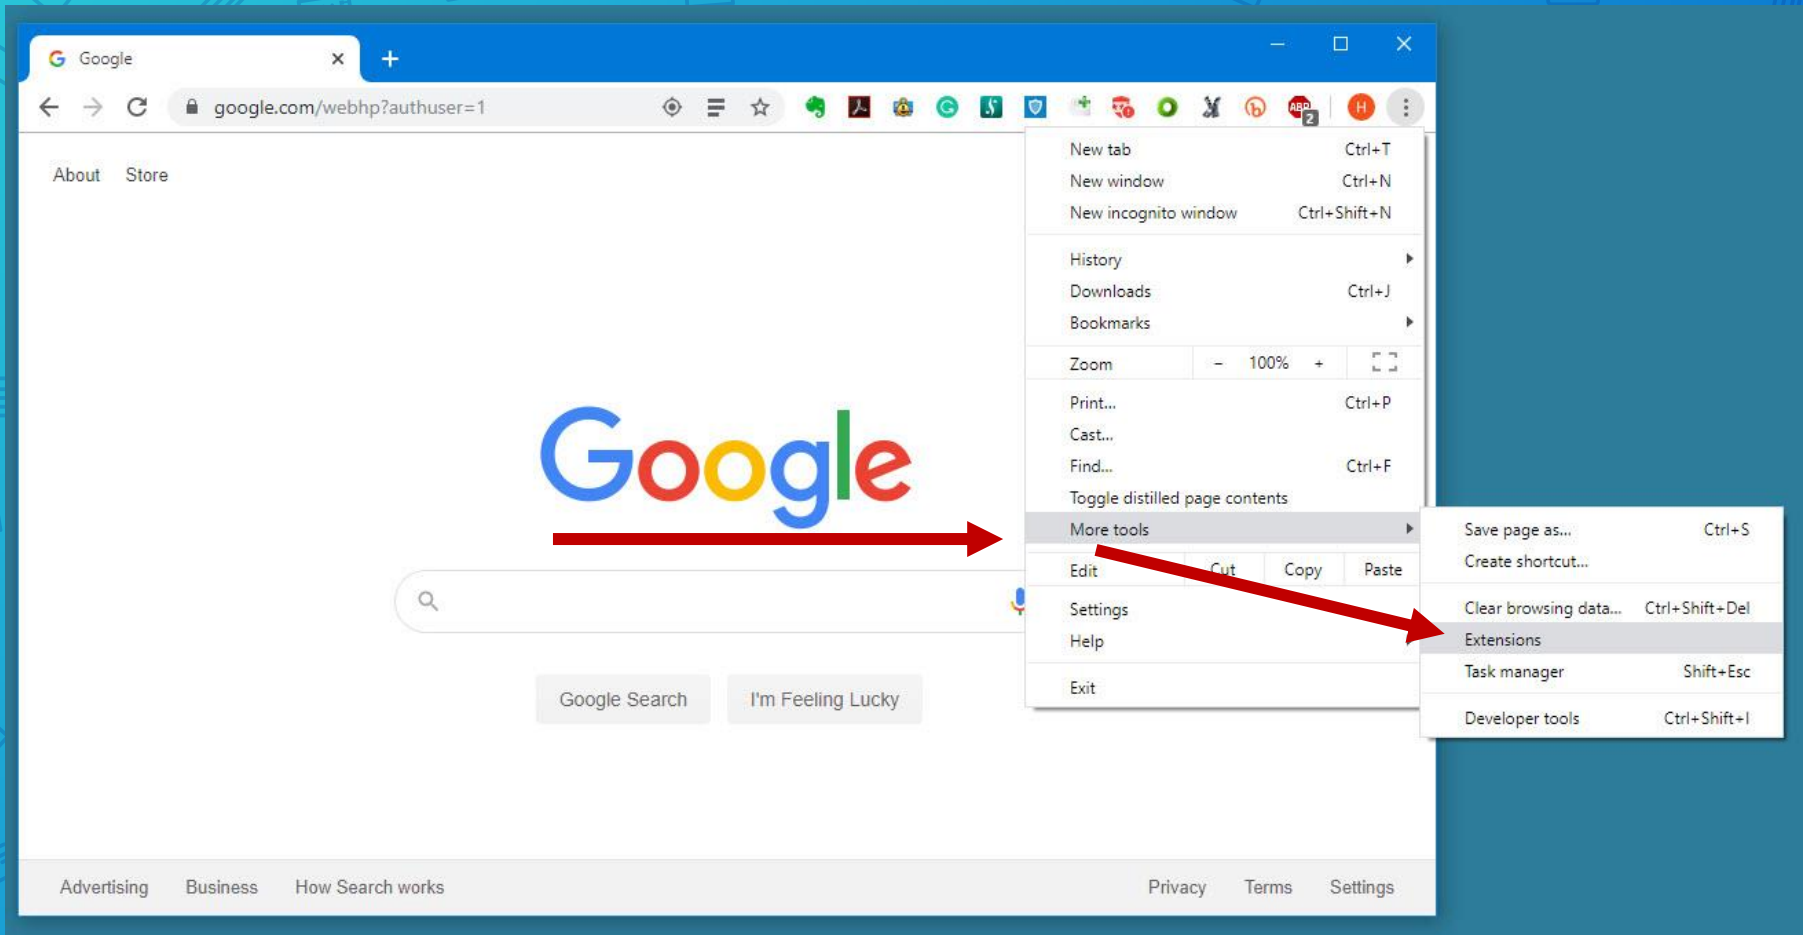 Google
google.com/webhp?authuser=1
ABP
2
H
About Store
New tab Ctrl+T
New window Ctrl+N
New incognito window Ctrl+Shift+N
History
Downloads Ctrl+J
Bookmarks
Zoom - 100% +
Print... Ctrl+P
Cast...
Find... Ctrl+F
Toggle distilled page contents
More tools
Edit Cut Copy Paste
Settings
Help
Exit
Save page as... Ctrl+S
Create shortcut...
Clear browsing data... Ctrl+Shift+Del
Extensions
Task manager Shift+Esc
Developer tools Ctrl+Shift+I
Google
Google Search I'm Feeling Lucky
Advertising Business How Search works Privacy Terms Settings